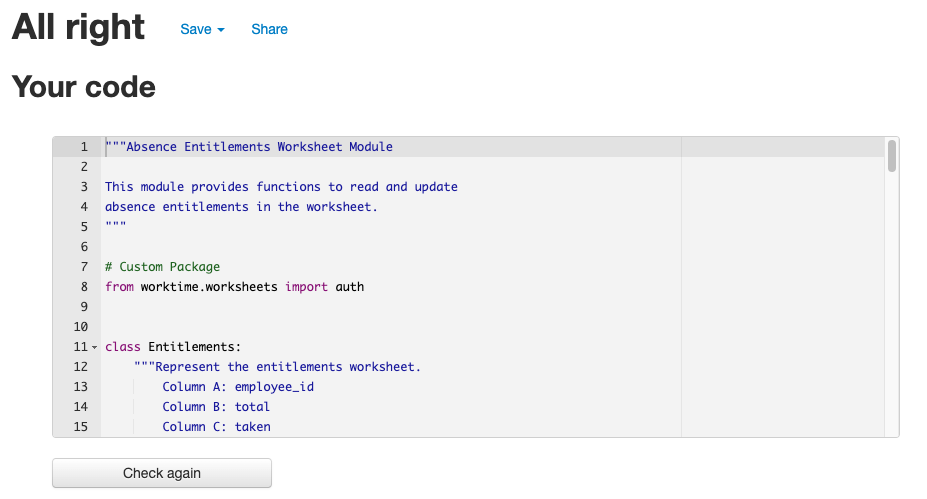 All right Save Share
Your code
1 """Absence Entitlements Worksheet Module
2
3 This module provides functions to read and update
4 absence entitlements in the worksheet.
5 """
6
7 # Custom Package
8 from worktime.worksheets import auth
9
10
11 class Entitlements:
12 """Represent the entitlements worksheet.
13 Column A: employee_id
14 Column B: total
15 Column C: taken
Check again